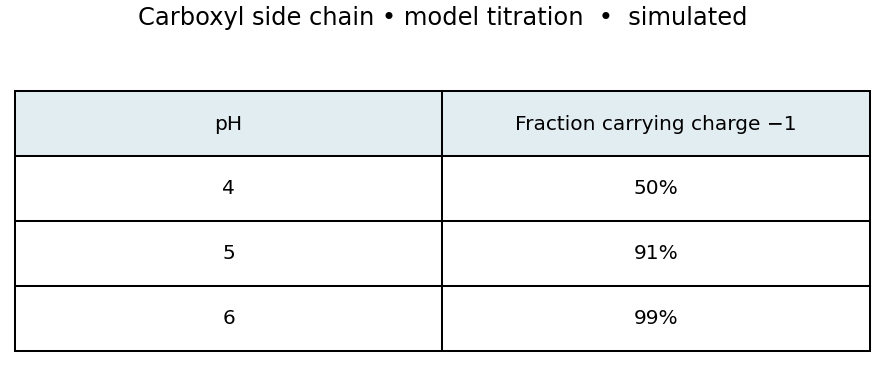 Carboxyl side chain • model titration • simulated
pH Fraction carrying charge −1
4 50%
5 91%
6 99%